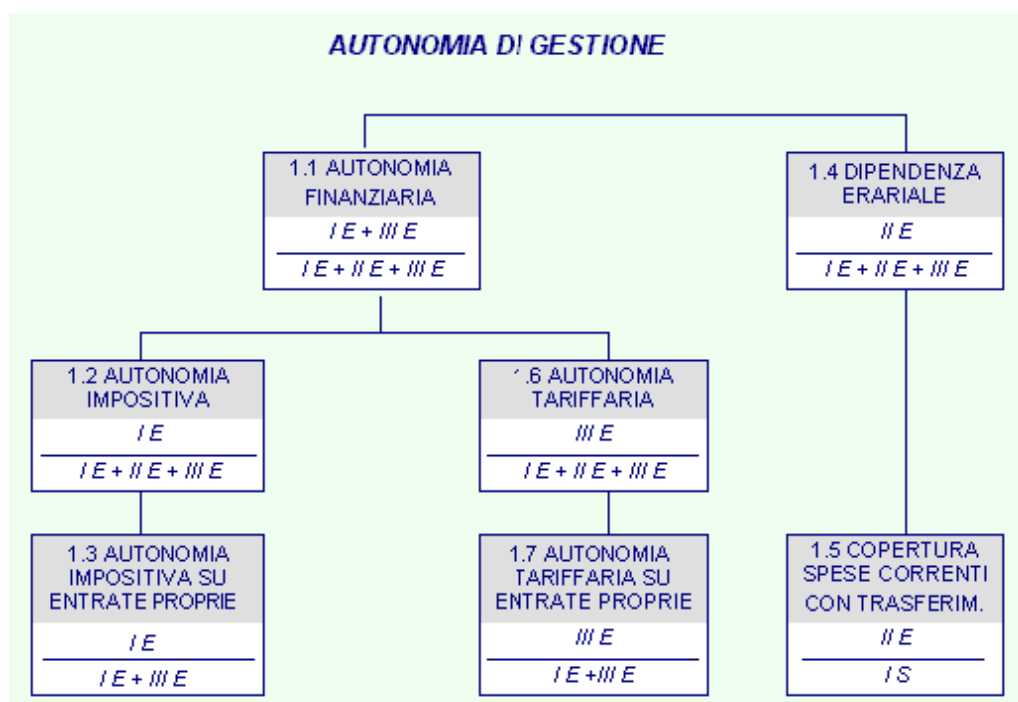 AUTONOMIA DI GESTIONE
1.1 AUTONOMIA
FINANZIARIA
I E + III E
I E + II E + III E
1.4 DIPENDENZA
ERARIALE
II E
I E + II E + III E
1.2 AUTONOMIA
IMPOSITIVA
I E
I E + II E + III E
1.6 AUTONOMIA
TARIFFARIA
III E
I E + II E + III E
1.3 AUTONOMIA
IMPOSITIVA SU
ENTRATE PROPRIE
I E
I E + III E
1.7 AUTONOMIA
TARIFFARIA SU
ENTRATE PROPRIE
III E
I E +III E
1.5 COPERTURA
SPESE CORRENTI
CON TRASFERIM.
II E
I S